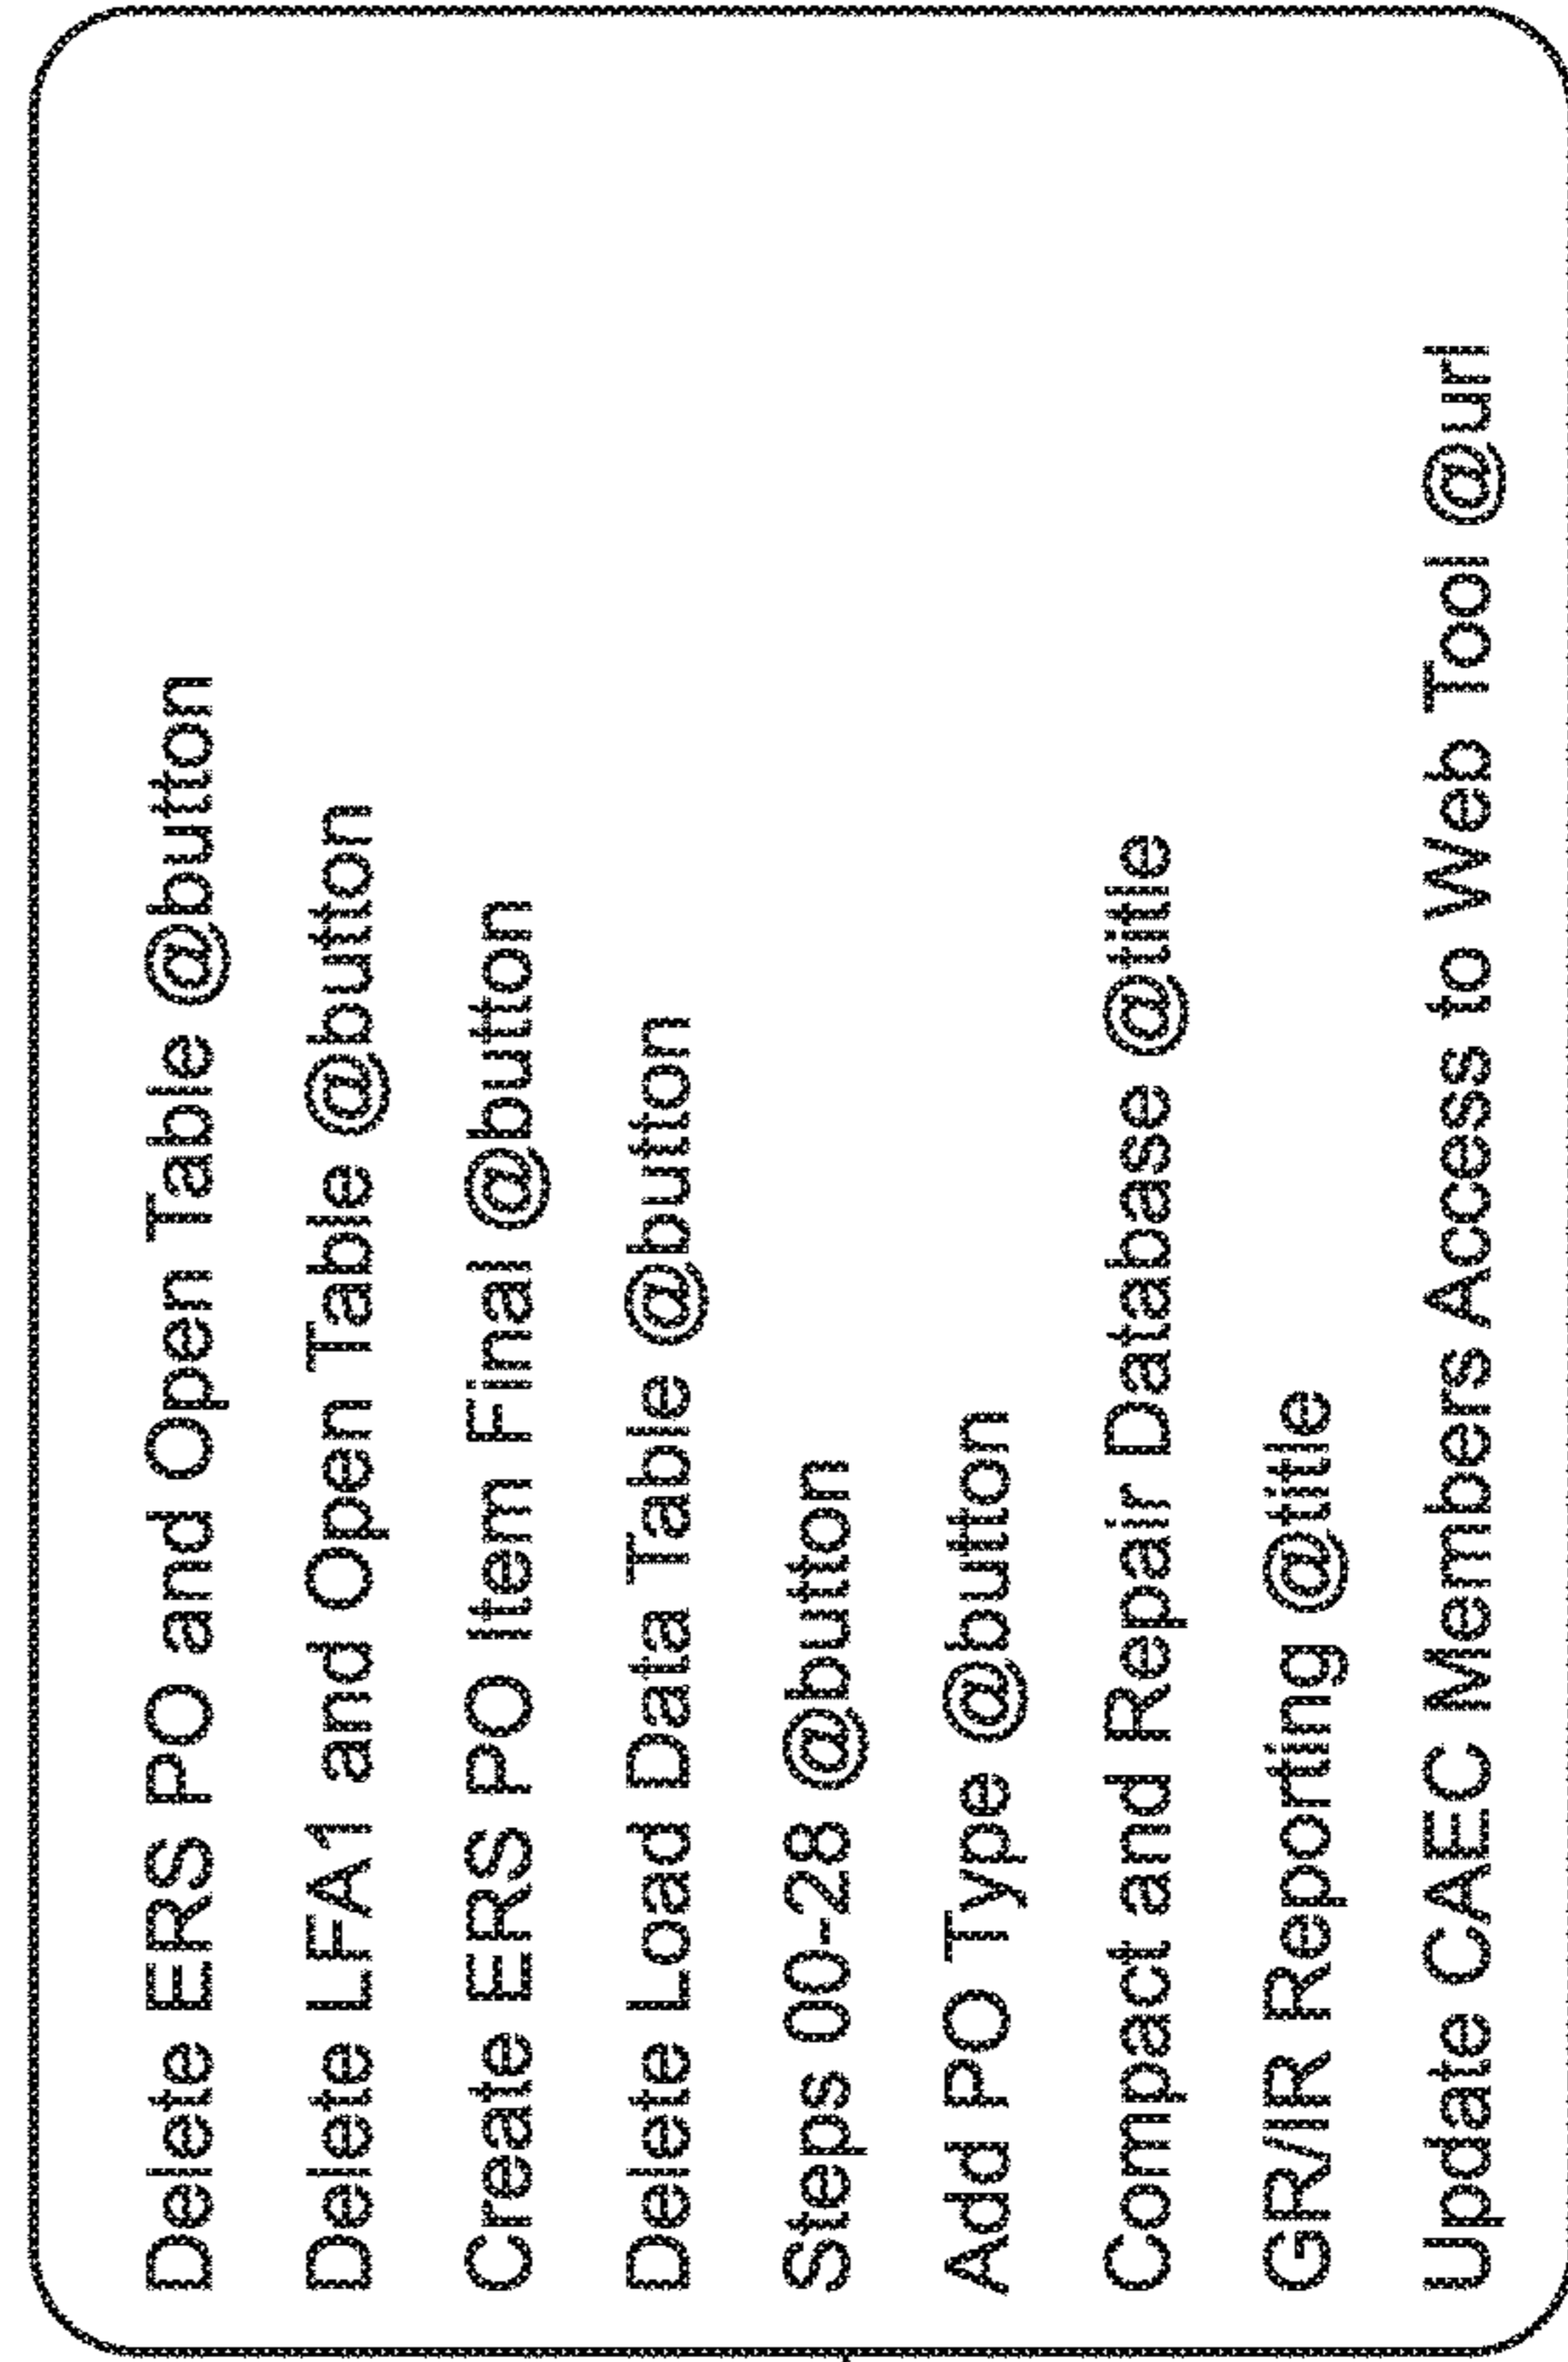 Delete ERS PO and Open Table @button
Delete LFA1 and Open Table @button
Create ERS PO Item Final @button
Delete Load Data Table @button
Steps 00-28 @button
Add PO Type @button
Compact and Repair Database @title
GR/IR Reporting @title
Update CAEC Members Access to Web Tool @url